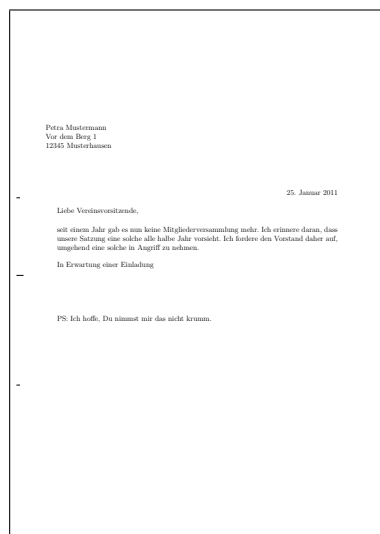 Petra Mustermann
Vor dem Berg 1
12345 Musterhausen
25. Januar 2011
Liebe Vereinsvorsitzende,
seit einem Jahr gab es nun keine Mitgliederversammlung mehr. Ich erinnere daran, dass
unsere Satzung eine solche alle halbe Jahr vorsieht. Ich fordere den Vorstand daher auf,
umgehend eine solche in Angriff zu nehmen.
In Erwartung einer Einladung
PS: Ich hoffe, Du nimmst mir das nicht krumm.